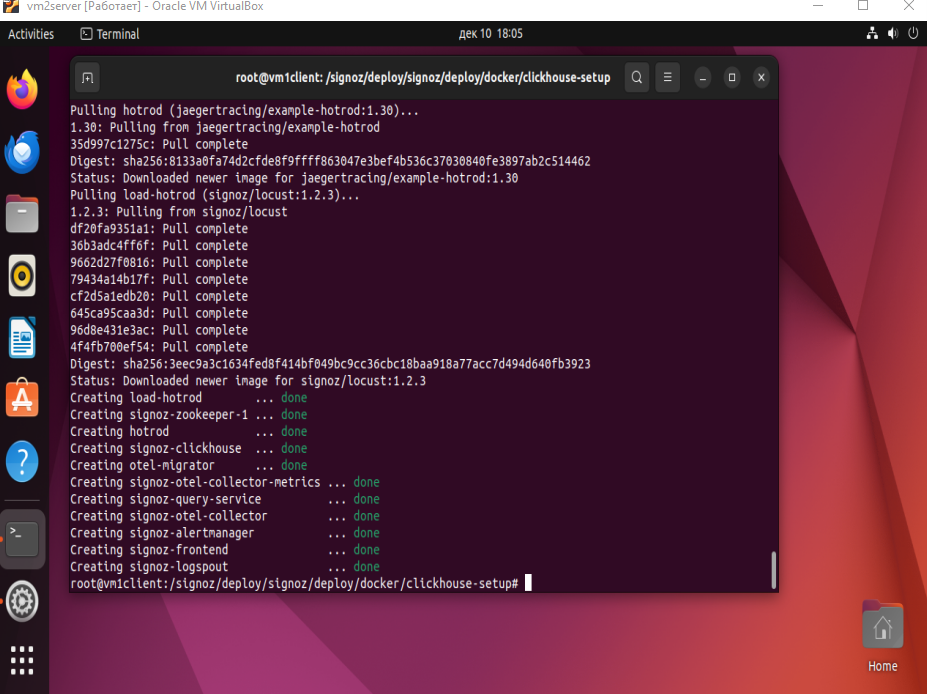 vm2server [Работает] - Oracle VM VirtualBox
Activities
Terminal
дек 10 18:05
root@vm1client: /signoz/deploy/signoz/deploy/docker/clickhouse-setup
Pulling hotrod (jaegertracing/example-hotrod:1.30)...
1.30: Pulling from jaegertracing/example-hotrod
35d997c1275c: Pull complete
Digest: sha256:8133a0fa74d2cfde8f9ffff863047e3bef4b536c37030840fe3897ab2c514462
Status: Downloaded newer image for jaegertracing/example-hotrod:1.30
Pulling load-hotrod (signoz/locust:1.2.3)...
1.2.3: Pulling from signoz/locust
df20fa9351a1: Pull complete
36b3adc4ff6f: Pull complete
9662d27f0816: Pull complete
79434a14b17f: Pull complete
cf2d5a1edb20: Pull complete
645ca95caa3d: Pull complete
96d8e431e3ac: Pull complete
4f4fb700ef54: Pull complete
Digest: sha256:3eec9a3c1634fed8f414bf049bc9cc36cbc18baa918a77acc7d494d640fb3923
Status: Downloaded newer image for signoz/locust:1.2.3
Creating load-hotrod ... done
Creating signoz-zookeeper-1 ... done
Creating hotrod ... done
Creating signoz-clickhouse ... done
Creating otel-migrator ... done
Creating signoz-otel-collector-metrics ... done
Creating signoz-query-service ... done
Creating signoz-otel-collector ... done
Creating signoz-alertmanager ... done
Creating signoz-frontend ... done
Creating signoz-logspout ... done
root@vm1client:/signoz/deploy/signoz/deploy/docker/clickhouse-setup#
Home